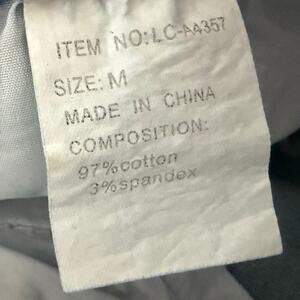 ITEM NO:LC-A4357
SIZE: M
MADE IN CHINA
COMPOSITION:
97%cotton
3%spandex